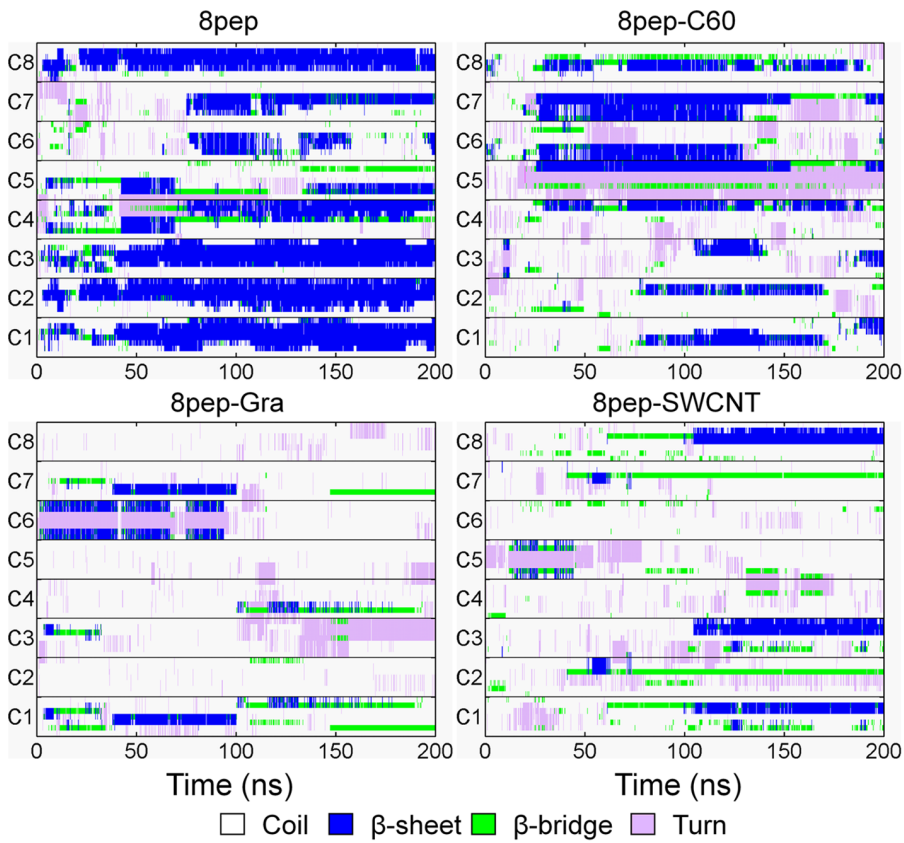 8pep
8pep-C60
C8
C7
C6
C5
C4
C3
C2
C1
0 50 100 150 200
C8
C7
C6
C5
C4
C3
C2
C1
0 50 100 150 200
8pep-Gra
8pep-SWCNT
C8
C7
C6
C5
C4
C3
C2
C1
0 50 100 150 200
C8
C7
C6
C5
C4
C3
C2
C1
0 50 100 150 200
Time (ns)
Time (ns)
Coil β-sheet β-bridge Turn